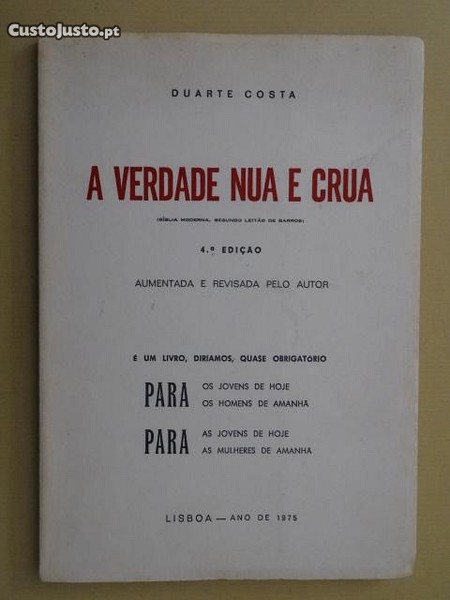 CustoJusto.pt
DUARTE COSTA
A VERDADE NUA E CRUA
(BÍBLIA MODERNA, SEGUNDO LEITÃO DE BARROS)
4.ª EDIÇÃO
AUMENTADA E REVISADA PELO AUTOR
É UM LIVRO, DIRIAMOS, QUASE OBRIGATÓRIO
PARA OS JOVENS DE HOJE
OS HOMENS DE AMANHÃ
PARA AS JOVENS DE HOJE
AS MULHERES DE AMANHÃ
LISBOA — ANO DE 1975